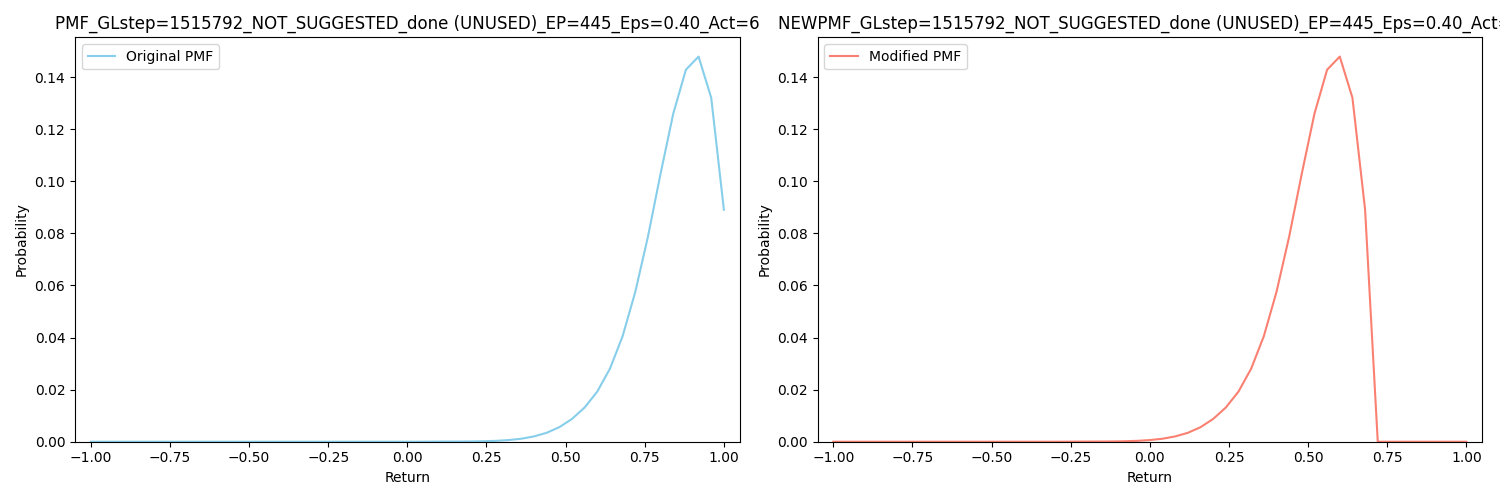 PMF_GLstep=1515792_NOT_SUGGESTED_done (UNUSED)_EP=445_Eps=0.40_Act=6
Original PMF
Probability
0.14
0.12
0.10
0.08
0.06
0.04
0.02
0.00
−1.00 −0.75 −0.50 −0.25 0.00 0.25 0.50 0.75 1.00
Return
NEWPMF_GLstep=1515792_NOT_SUGGESTED_done (UNUSED)_EP=445_Eps=0.40_Act=
Modified PMF
Probability
0.14
0.12
0.10
0.08
0.06
0.04
0.02
0.00
−1.00 −0.75 −0.50 −0.25 0.00 0.25 0.50 0.75 1.00
Return